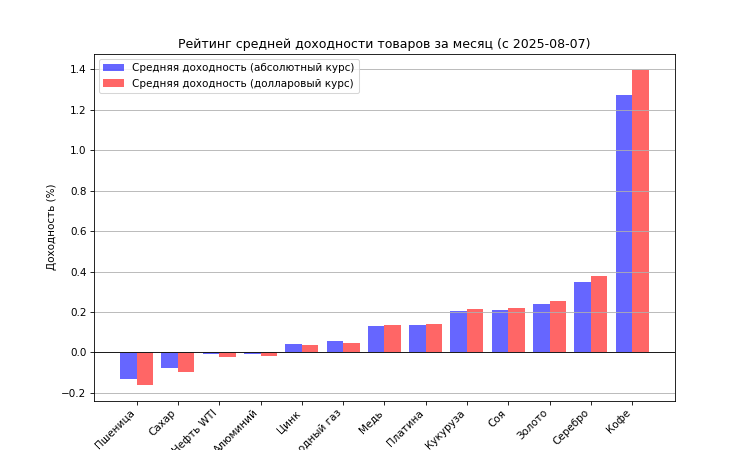 Рейтинг средней доходности товаров за месяц (с 2025-08-07)
Средняя доходность (абсолютный курс)
Средняя доходность (долларовый курс)
Доходность (%)
1.4
1.2
1.0
0.8
0.6
0.4
0.2
0.0
−0.2
Пшеница
Сахар
Нефть WTI
Алюминий
Цинк
одный газ
Медь
Платина
Кукуруза
Соя
Золото
Серебро
Кофе